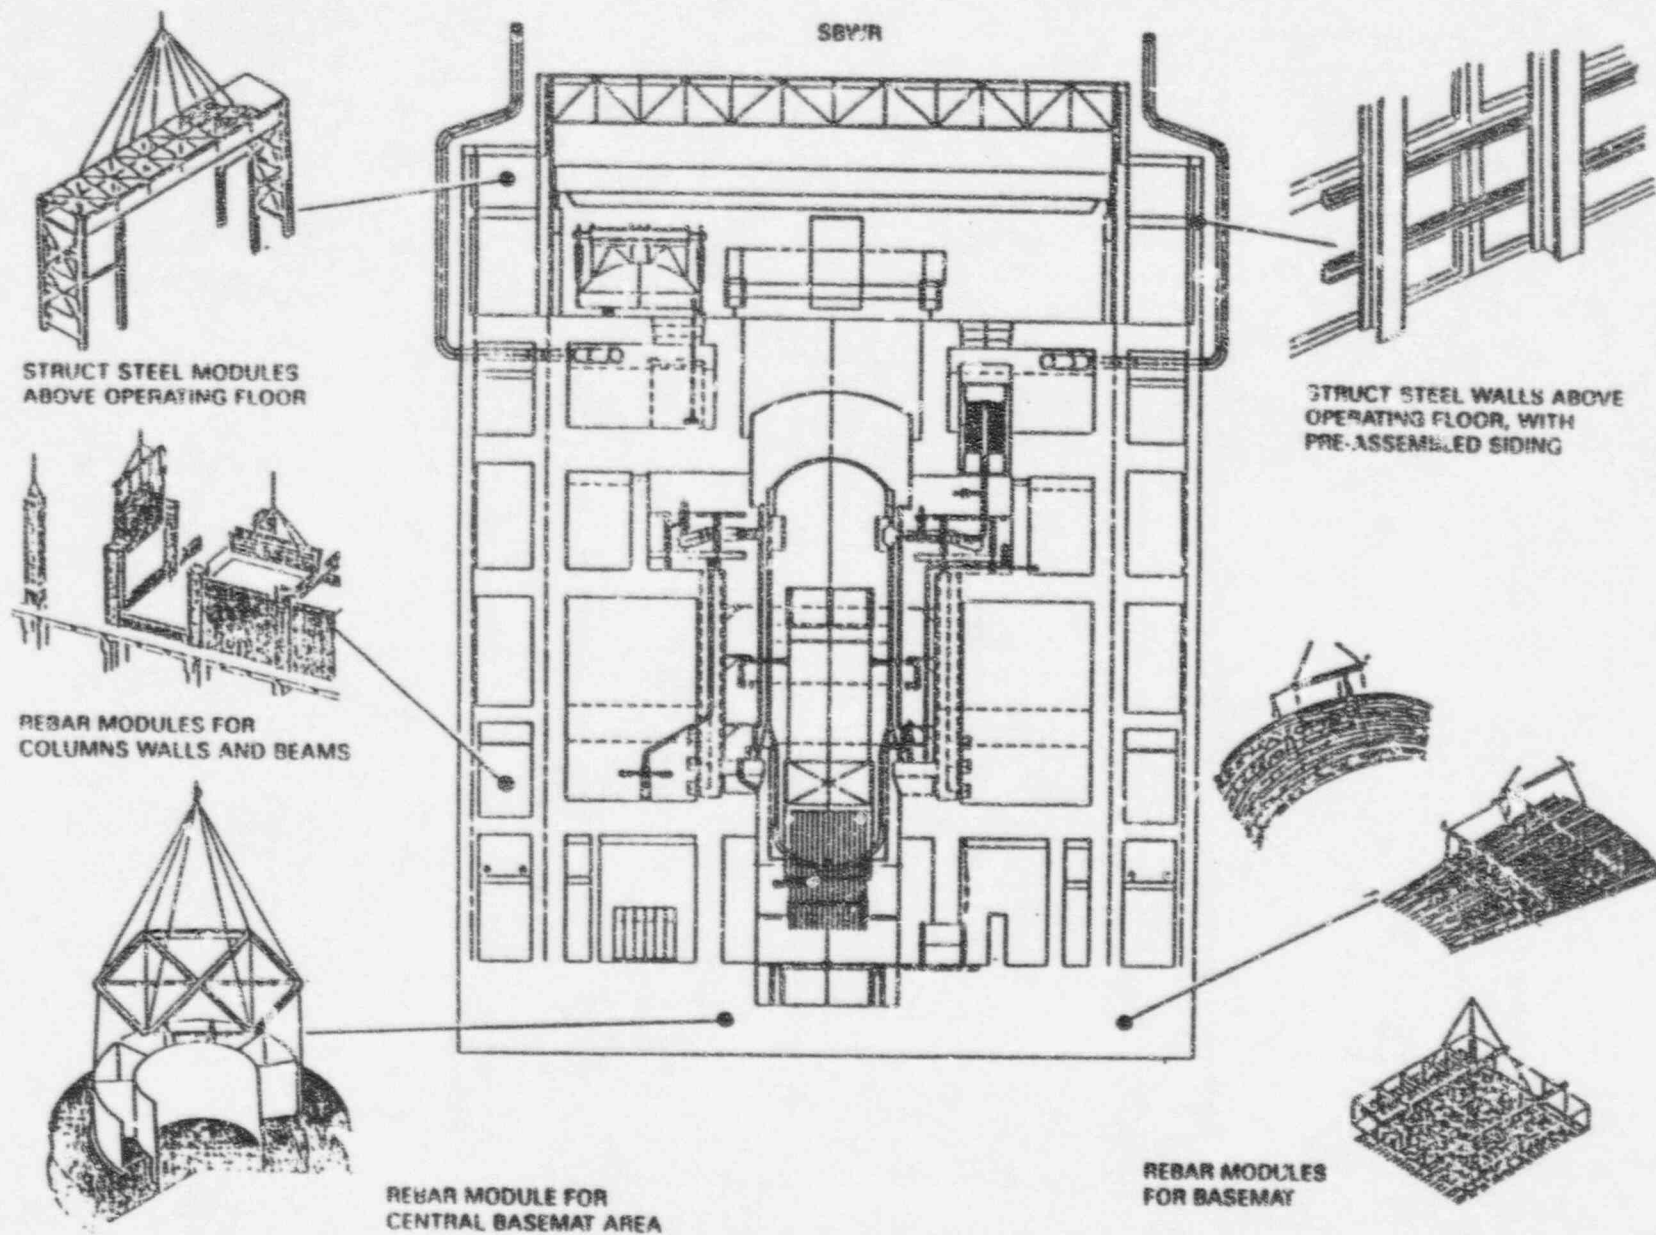 SBWR
STRUCT STEEL MODULES
ABOVE OPERATING FLOOR
STRUCT STEEL WALLS ABOVE
OPERATING FLOOR, WITH
PRE-ASSEMBLED SIDING
REBAR MODULES FOR
COLUMNS WALLS AND BEAMS
REBAR MODULE FOR
CENTRAL BASEMAT AREA
REBAR MODULES
FOR BASEMAT